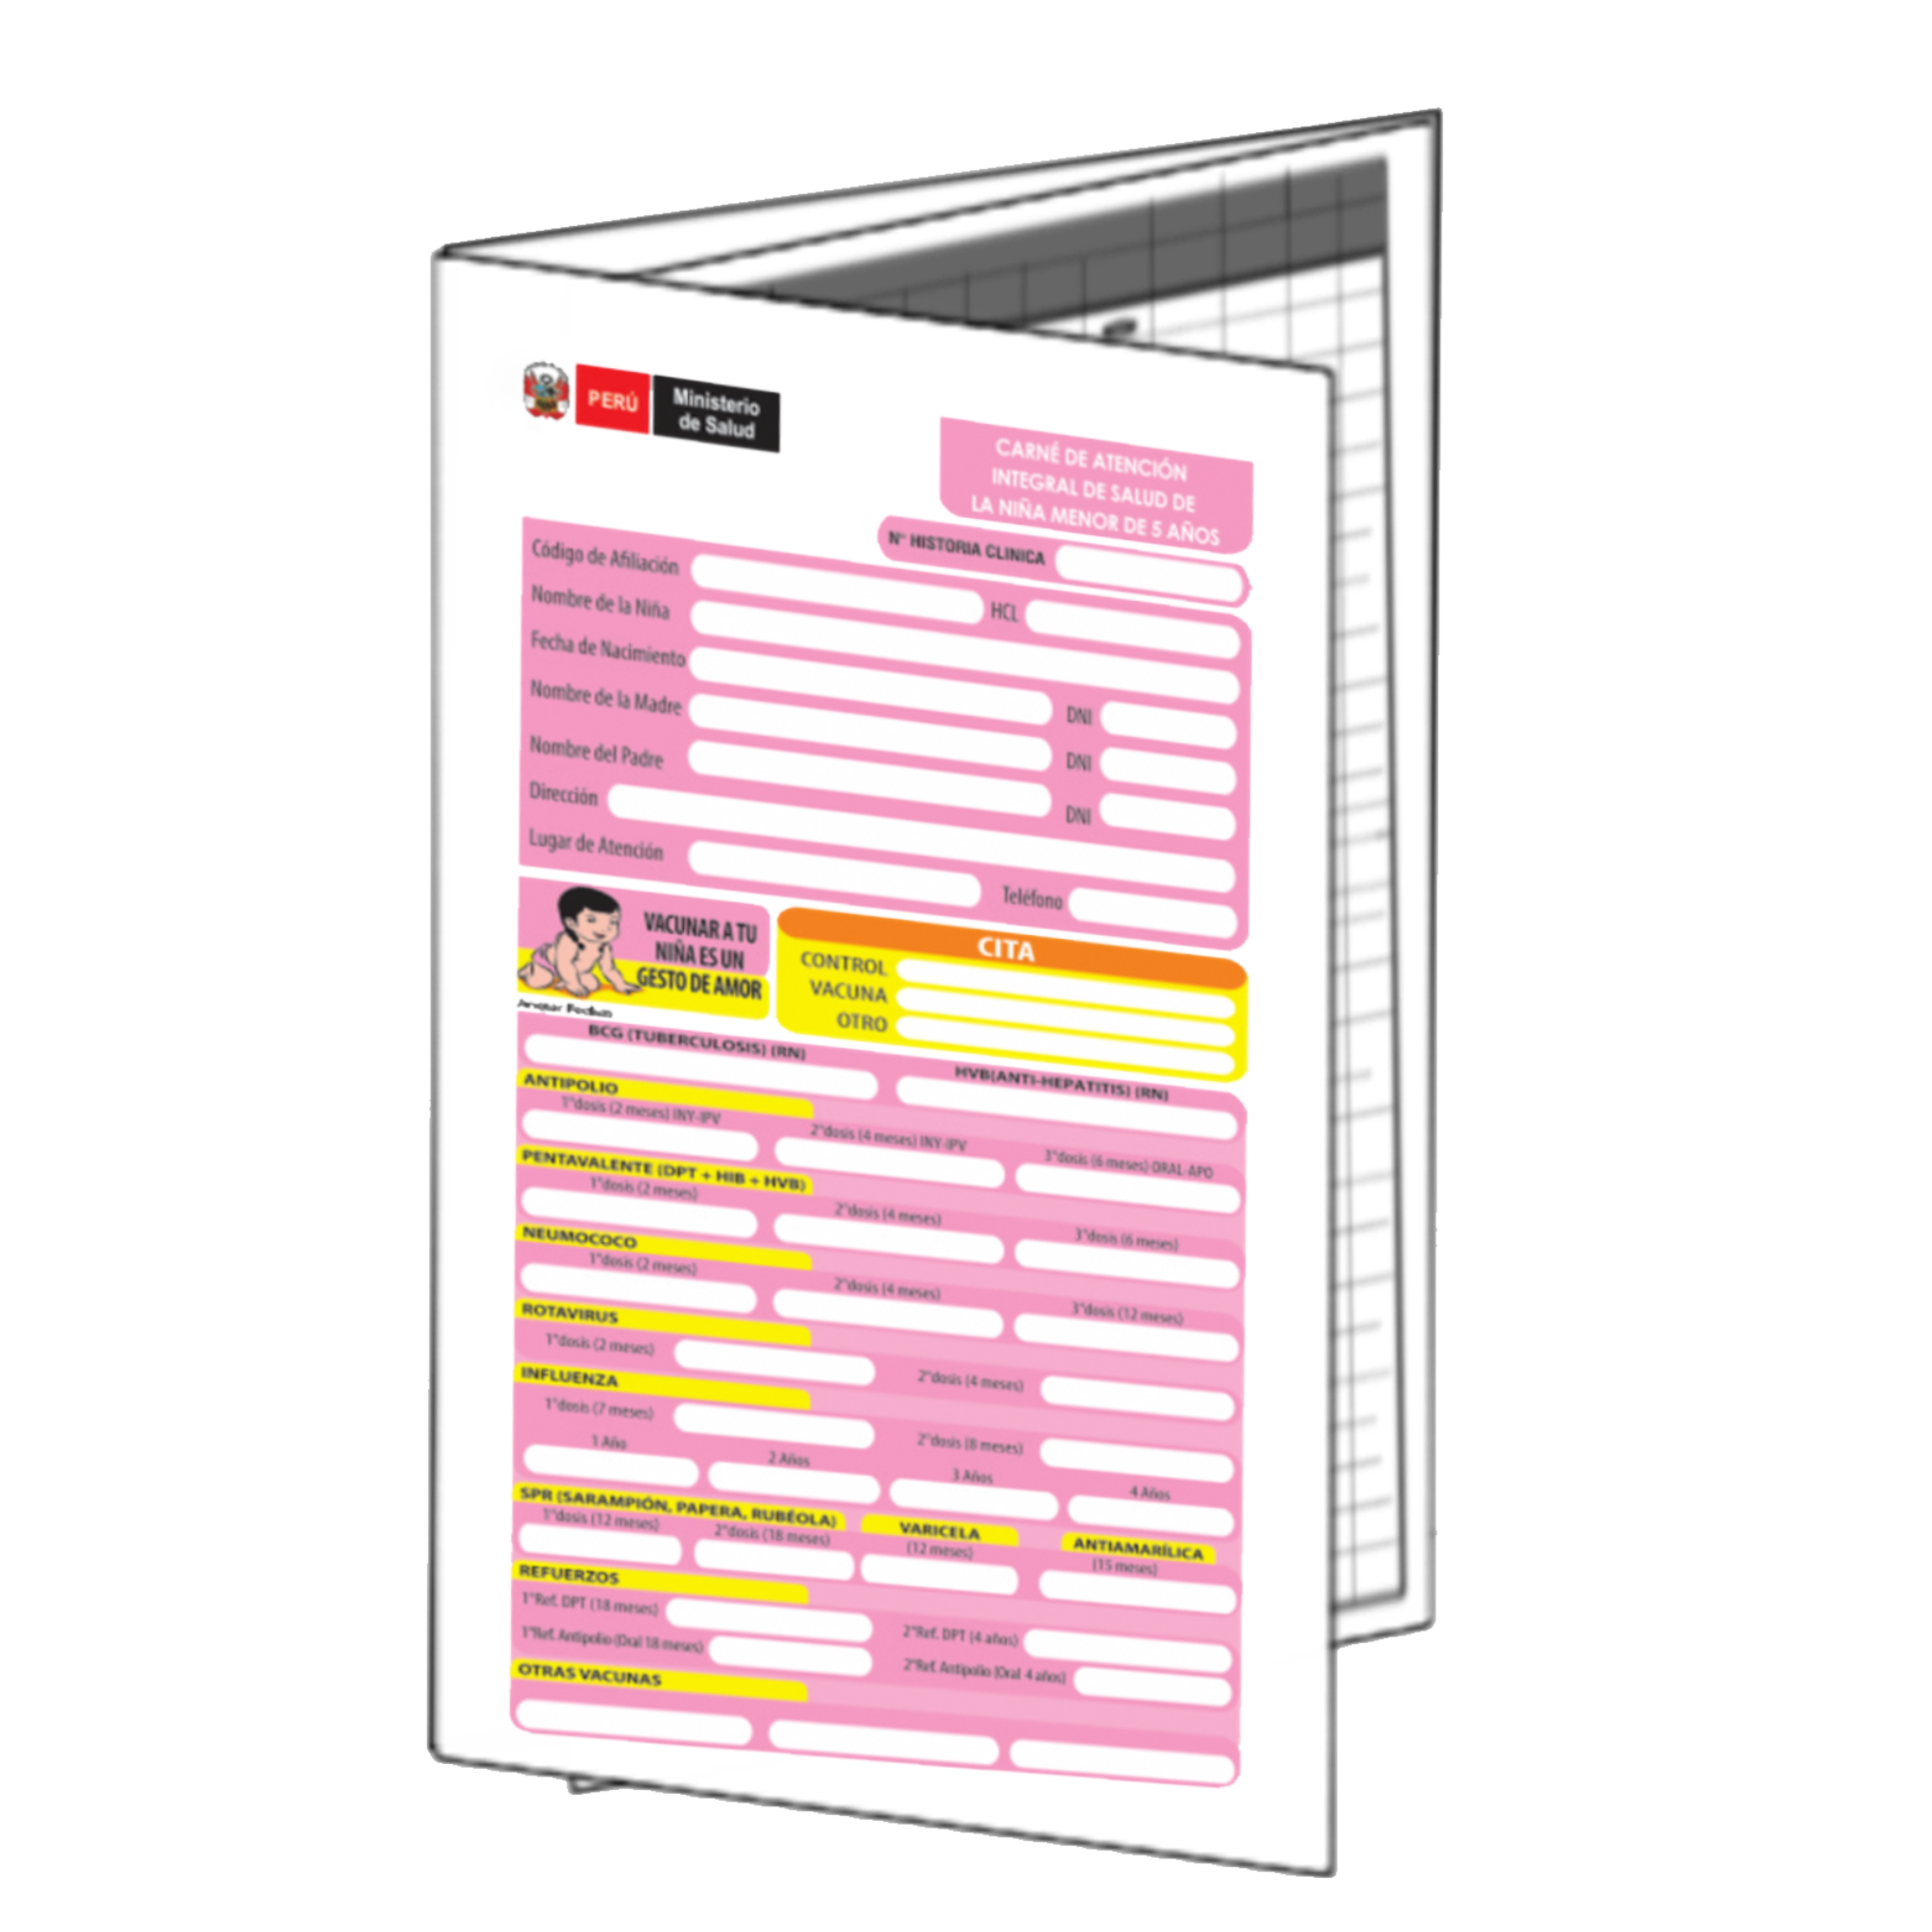 PERÚ
Ministerio
de Salud
CARNÉ DE ATENCIÓN
INTEGRAL DE SALUD DE
LA NIÑA MENOR DE 5 AÑOS
N° HISTORIA CLINICA
Código de Afiliación
HCL
Nombre de la Niña
Fecha de Nacimiento
DNI
Nombre de la Madre
DNI
Nombre del Padre
DNI
Dirección
Lugar de Atención
Teléfono
VACUNAR A TU
NIÑA ES UN
GESTO DE AMOR
CITA
CONTROL
VACUNA
OTRO
Anotar Fechas
BCG (TUBERCULOSIS) (RN)
HVB(ANTI-HEPATITIS) (RN)
ANTIPOLIO
1°dosis (2 meses) INY-IPV
2°dosis (4 meses) INY-IPV
3°dosis (6 meses) ORAL-APO
PENTAVALENTE (DPT + HIB + HVB)
1°dosis (2 meses)
2°dosis (4 meses)
3°dosis (6 meses)
NEUMOCOCO
1°dosis (2 meses)
2°dosis (4 meses)
3°dosis (12 meses)
ROTAVIRUS
1°dosis (2 meses)
2°dosis (4 meses)
INFLUENZA
1°dosis (7 meses)
2°dosis (8 meses)
1 Año
2 Años
3 Años
4 Años
SPR (SARAMPIÓN, PAPERA, RUBÉOLA)
1°dosis (12 meses)
2°dosis (18 meses)
VARICELA
(12 meses)
ANTIAMARÍLICA
(15 meses)
REFUERZOS
1°Ref. DPT (18 meses)
2°Ref. DPT (4 años)
1°Ref. Antipolio (Oral 18 meses)
2°Ref. Antipolio (Oral 4 años)
OTRAS VACUNAS